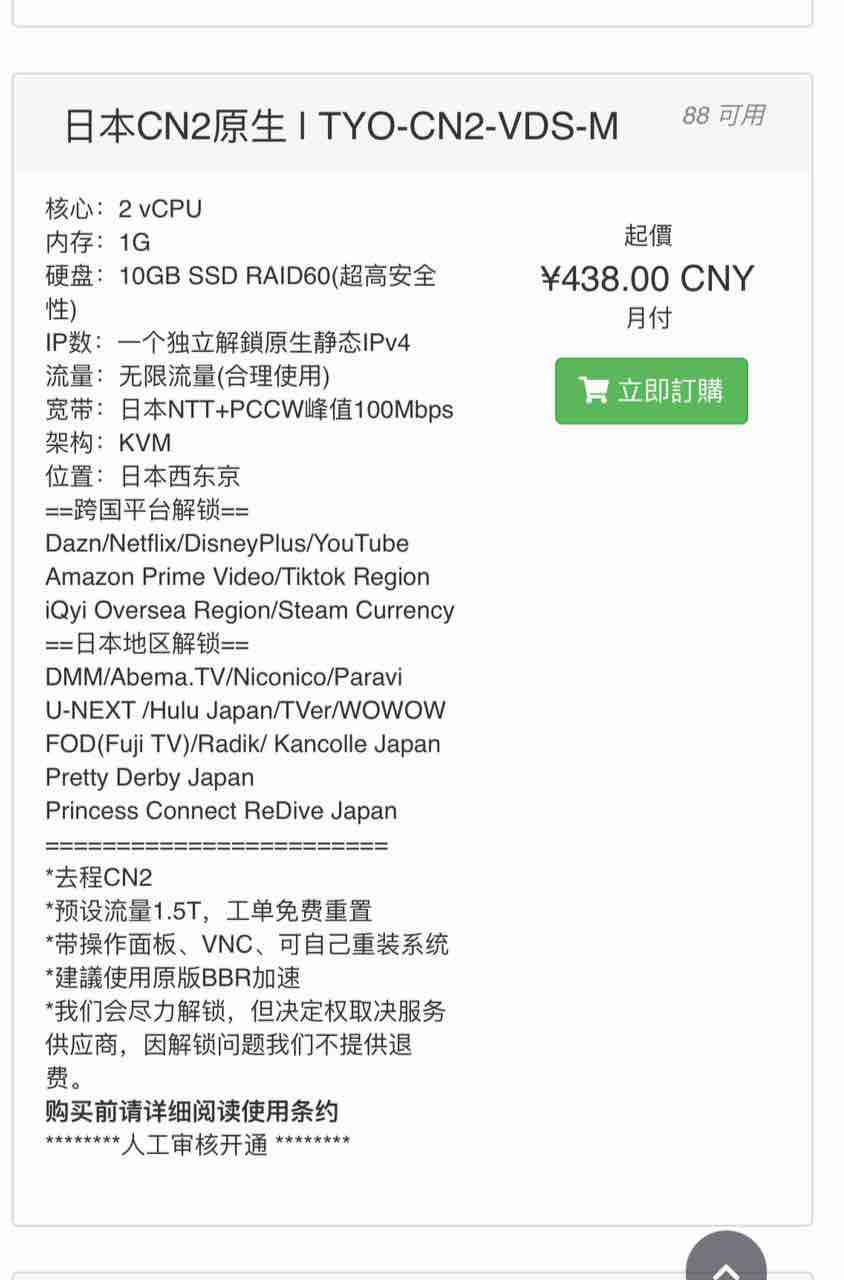 日本CN2原生 | TYO-CN2-VDS-M
88 可用
核心：2 vCPU
内存：1G
硬盘：10GB SSD RAID60(超高安全
性)
IP数：一个独立解鎖原生静态IPv4
流量：无限流量(合理使用)
宽带：日本NTT+PCCW峰值100Mbps
架构：KVM
位置：日本西东京
==跨国平台解锁==
Dazn/Netflix/DisneyPlus/YouTube
Amazon Prime Video/Tiktok Region
iQyi Oversea Region/Steam Currency
==日本地区解锁==
DMM/Abema.TV/Niconico/Paravi
U-NEXT /Hulu Japan/TVer/WOWOW
FOD(Fuji TV)/Radik/ Kancolle Japan
Pretty Derby Japan
Princess Connect ReDive Japan
========================
*去程CN2
*预设流量1.5T，工单免费重置
*带操作面板、VNC、可自己重装系统
*建議使用原版BBR加速
*我们会尽力解锁，但决定权取决服务
供应商，因解锁问题我们不提供退
费。
购买前请详细阅读使用条约
********人工审核开通 ********
起價
¥438.00 CNY
月付
立即訂購